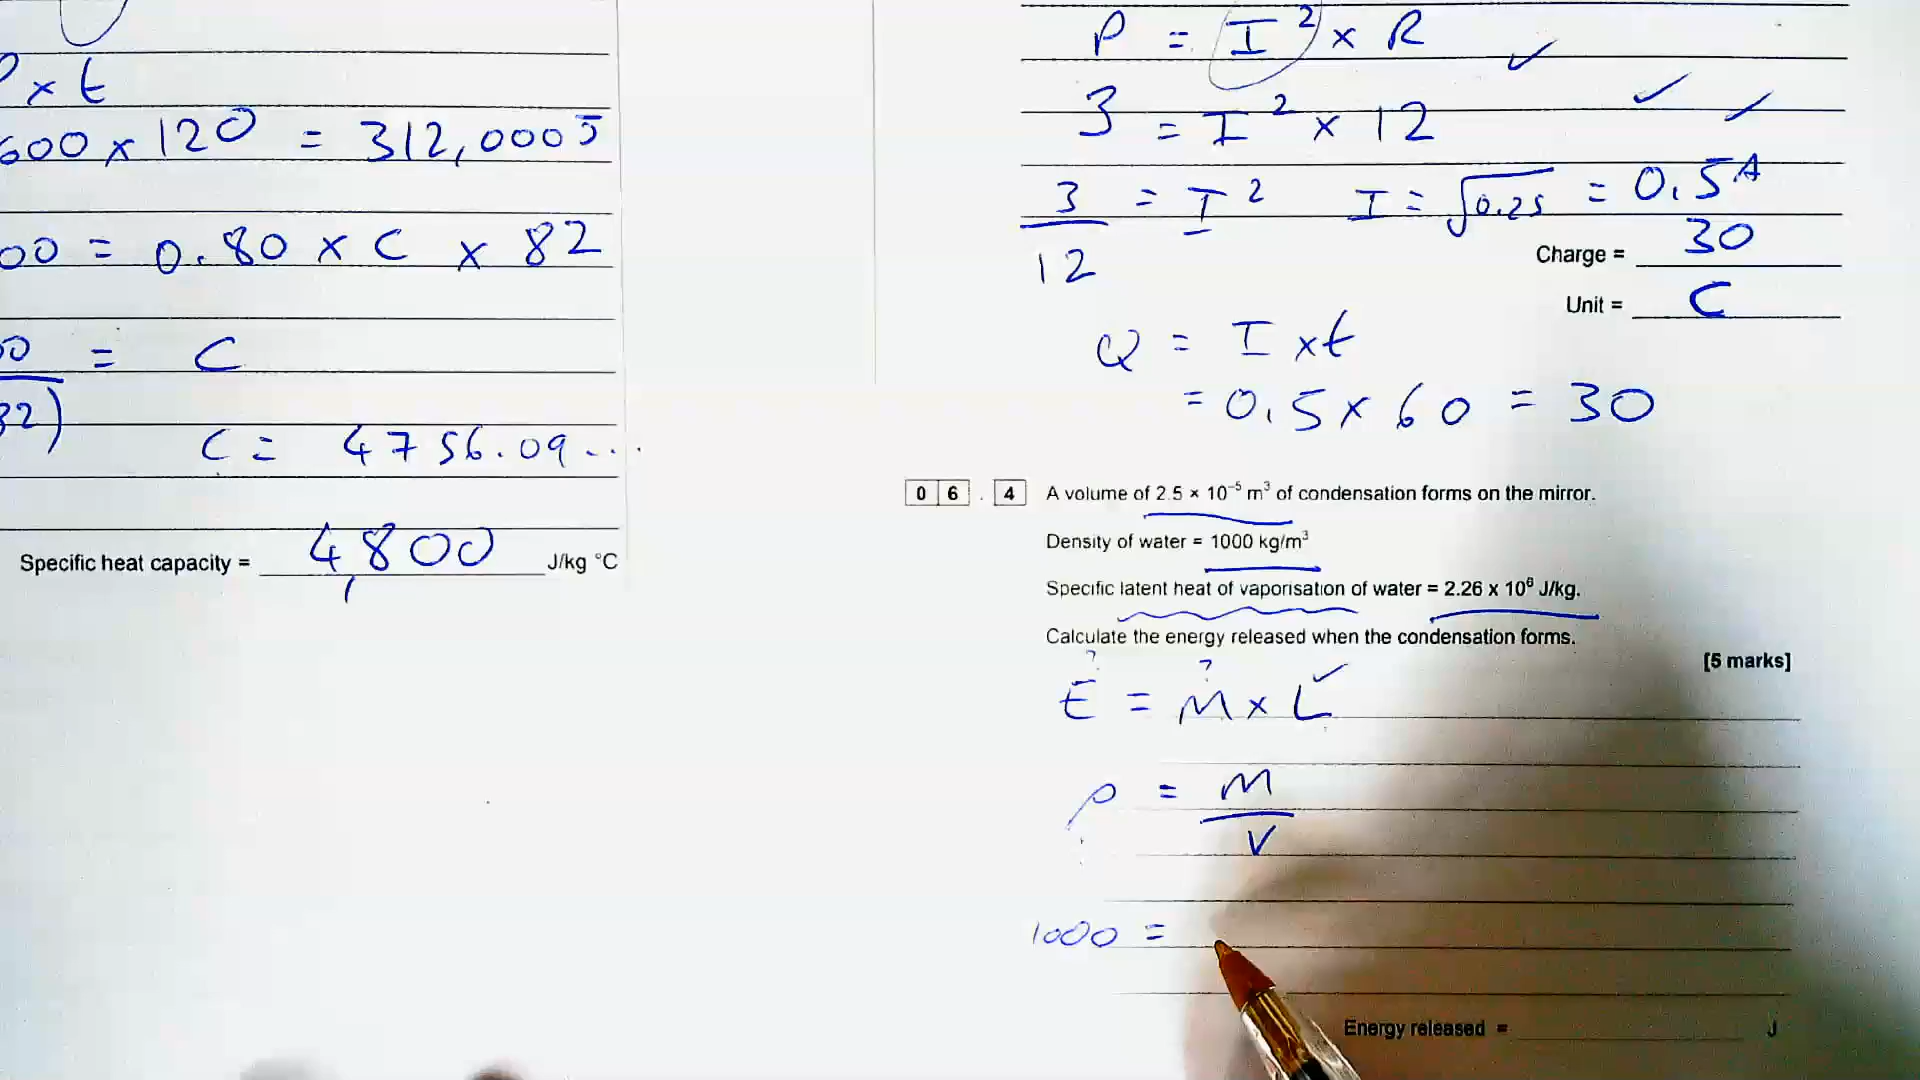 P x t
600 x 120 = 312,000J
00 = 0.80 x C x 82
00 = C
82)
C = 4756.09...
4,800
Specific heat capacity = J/kg °C
P = I² x R ✓
3 = I² x 12 ✓ ✓
3/12 = I² I = √0.25 = 0.5A
Charge = 30
Unit = C
Q = I x t
= 0.5 x 60 = 30
0 6 . 4 A volume of 2.5 × 10⁻⁵ m³ of condensation forms on the mirror.
Density of water = 1000 kg/m³
Specific latent heat of vaporisation of water = 2.26 x 10⁶ J/kg.
Calculate the energy released when the condensation forms.
[5 marks]
? ? ✓
E = M x L
ρ = M/V
1000 =
Energy released = J